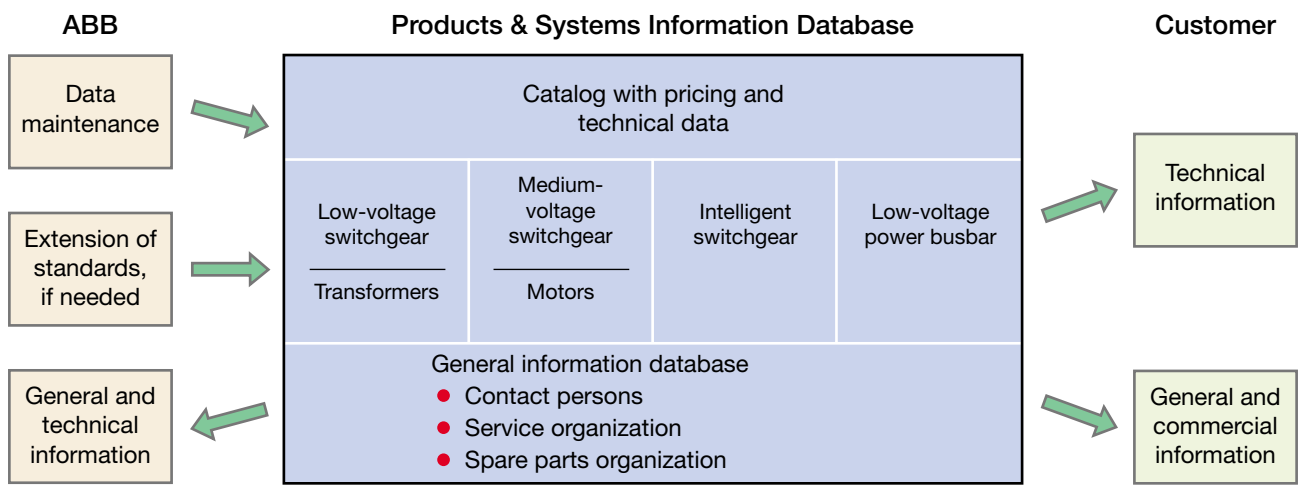 ABB
Products & Systems Information Database
Customer
Data
maintenance
Extension of
standards,
if needed
General and
technical
information
Catalog with pricing and
technical data
Low-voltage
switchgear
Transformers
Medium-
voltage
switchgear
Motors
Intelligent
switchgear
Low-voltage
power busbar
General information database
Contact persons
Service organization
Spare parts organization
Technical
information
General and
commercial
information